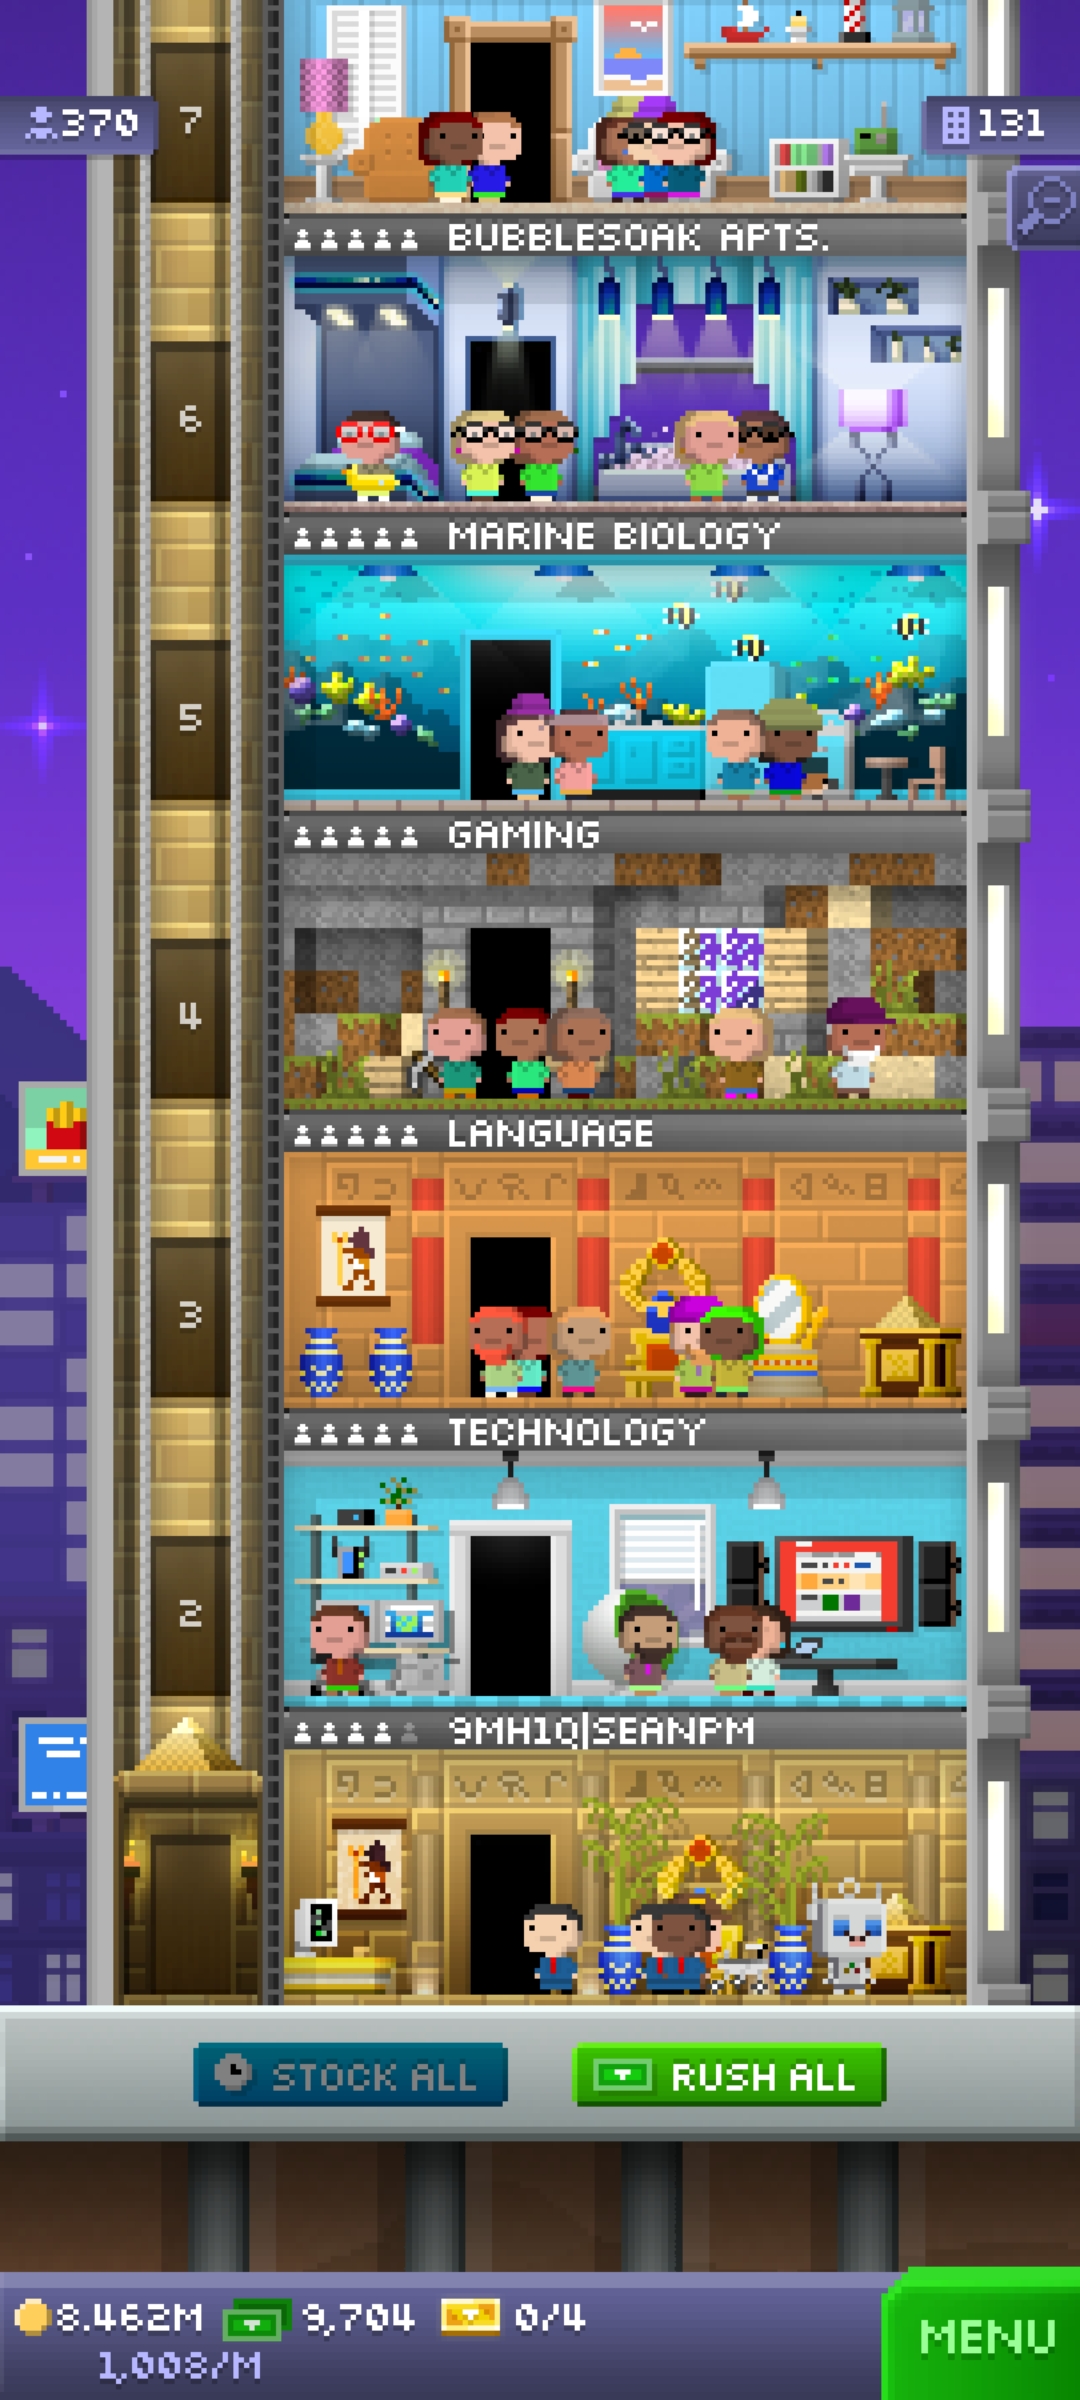 370
7
131
BUBBLESOAK APTS.
6
MARINE BIOLOGY
5
GAMING
4
LANGUAGE
3
TECHNOLOGY
2
9MH1Q|SEANPM
STOCK ALL
RUSH ALL
8.462M
9,704
0/4
MENU
1,008/M